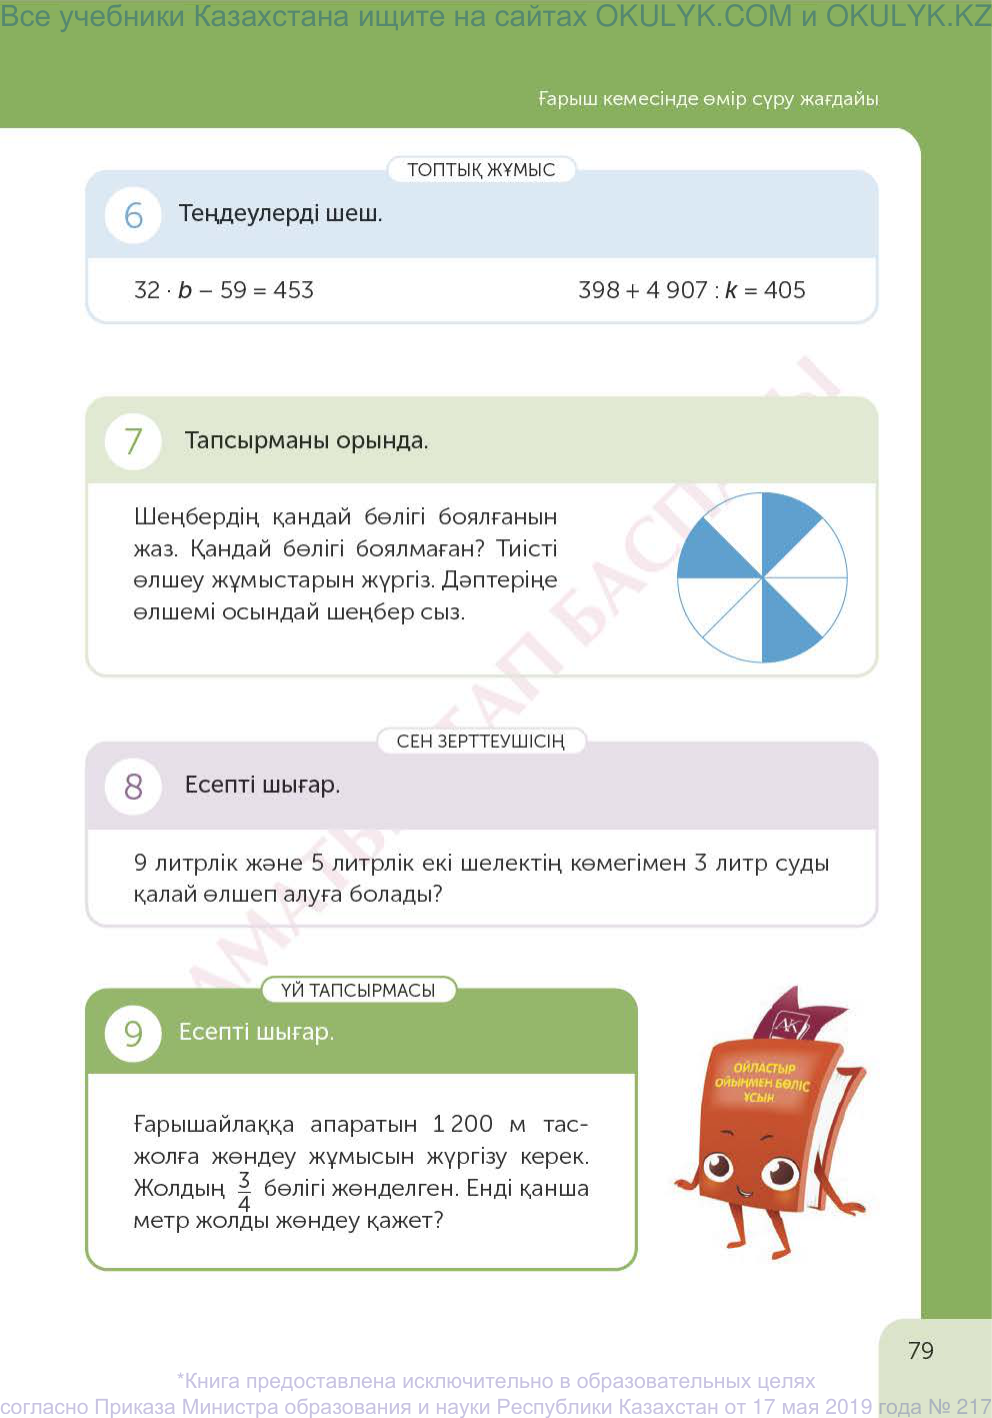 Все учебники Казахстана ищите на сайтах OKULYK.COM и OKULYK.KZ
Ғарыш кемесінде өмір сүру жағдайы
ТОПТЫҚ ЖҰМЫС
6 Теңдеулерді шеш.
32 · b – 59 = 453 398 + 4 907 : k = 405
7 Тапсырманы орында.
Шеңбердің қандай бөлігі боялғанын
жаз. Қандай бөлігі боялмаған? Тиісті
өлшеу жұмыстарын жүргіз. Дәптеріңе
өлшемі осындай шеңбер сыз.
СЕН ЗЕРТТЕУШІСІҢ
8 Есепті шығар.
9 литрлік және 5 литрлік екі шелектің көмегімен 3 литр суды
қалай өлшеп алуға болады?
ҮЙ ТАПСЫРМАСЫ
9 Есепті шығар.
Ғарышайлаққа апаратын 1 200 м тас-
жолға жөндеу жұмысын жүргізу керек.
Жолдың 3/4 бөлігі жөнделген. Енді қанша
метр жолды жөндеу қажет?
АК
ОЙЛАСТЫР
ОЙЫҢМЕН БӨЛІС
ҰСЫН
79
*Книга предоставлена исключительно в образовательных целях
согласно Приказа Министра образования и науки Республики Казахстан от 17 мая 2019 года № 217